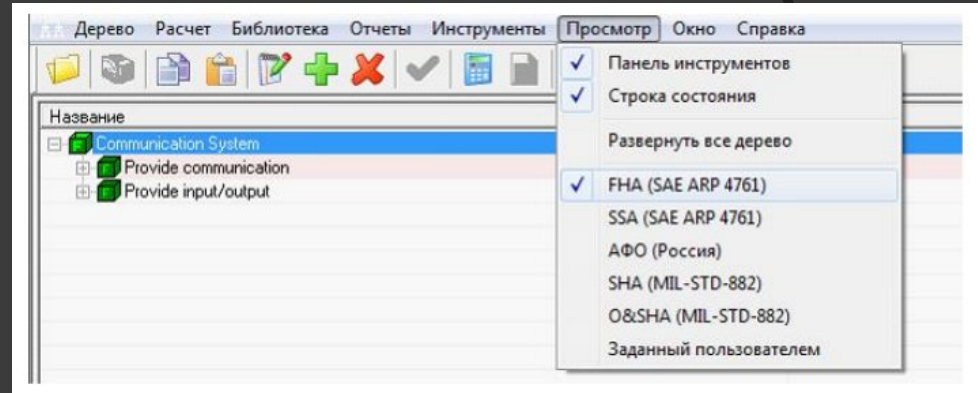 Дерево Расчет Библиотека Отчеты Инструменты Просмотр Окно Справка
Панель инструментов
Строка состояния
Развернуть все дерево
FHA (SAE ARP 4761)
SSA (SAE ARP 4761)
АФО (Россия)
SHA (MIL-STD-882)
O&SHA (MIL-STD-882)
Заданный пользователем
Название
Communication System
Provide communication
Provide input/output